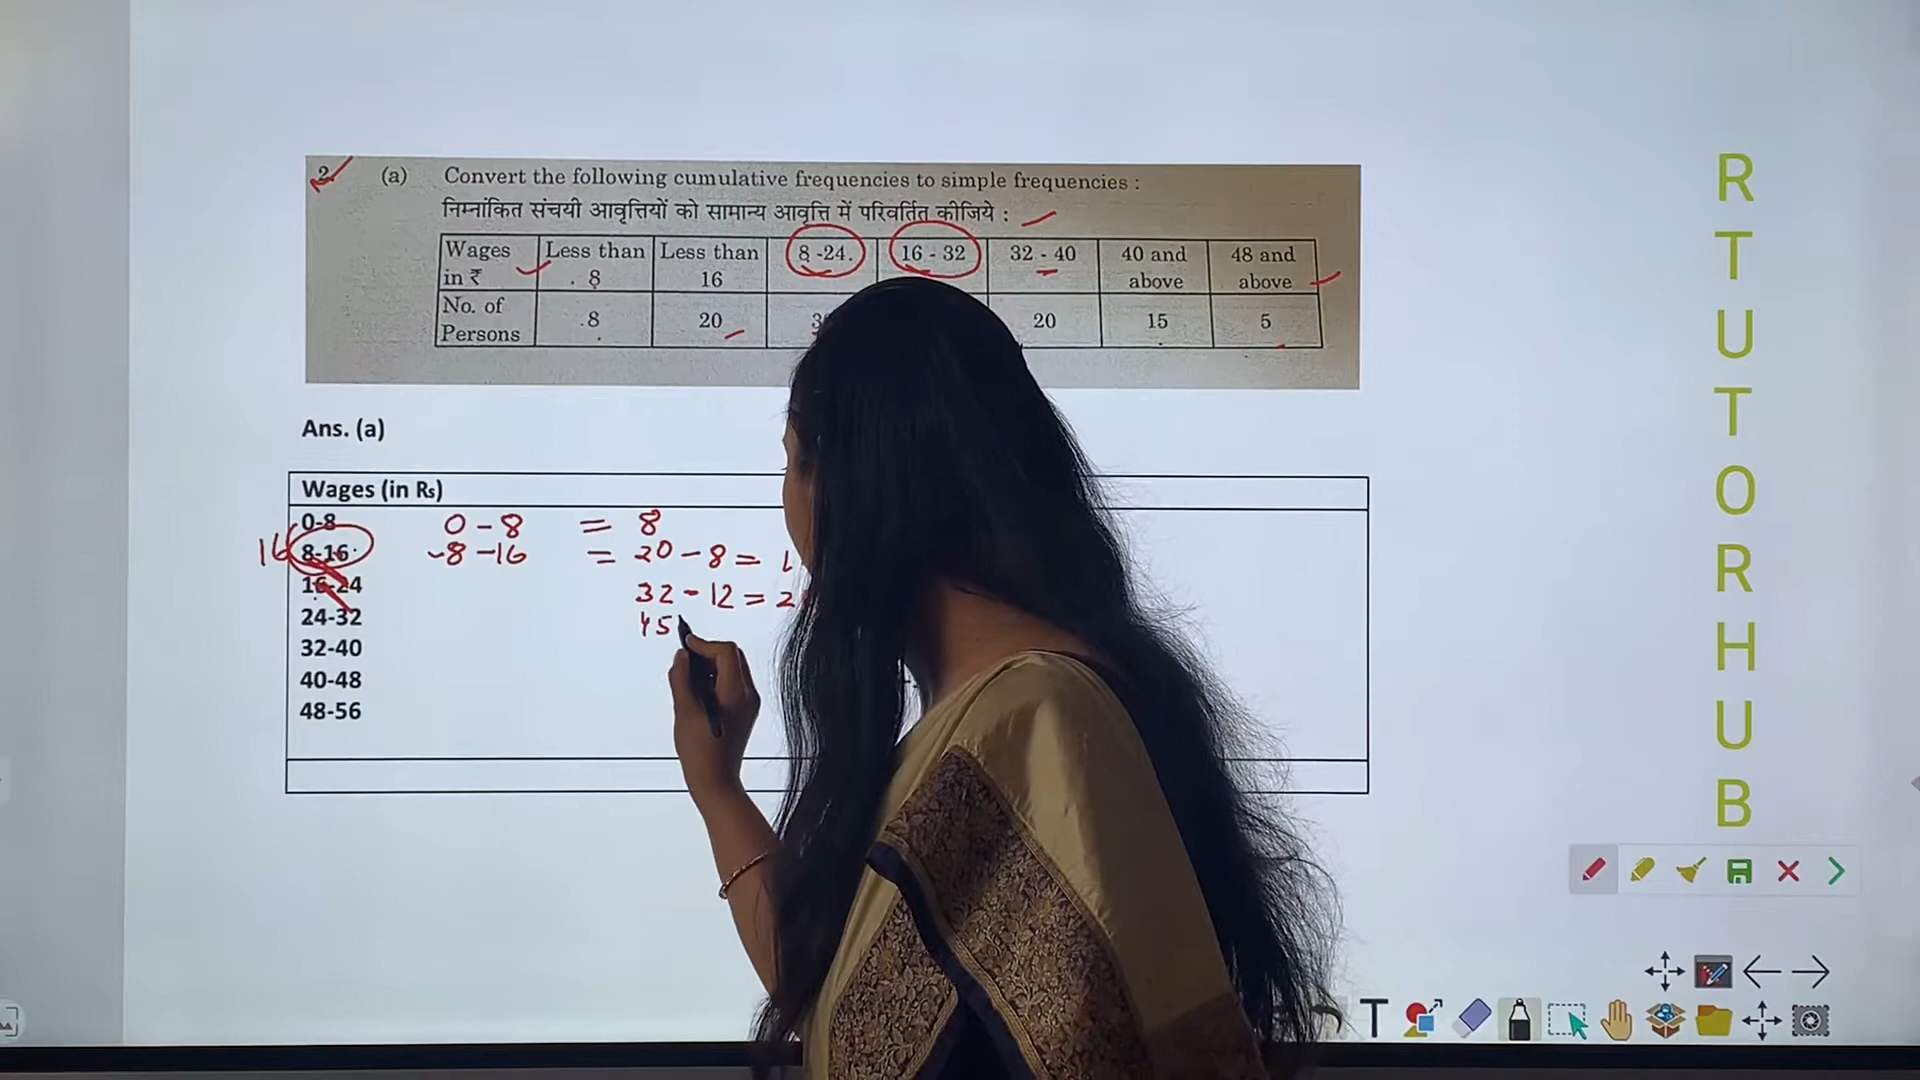 2. (a) Convert the following cumulative frequencies to simple frequencies :
निम्नांकित संचयी आवृत्तियों को सामान्य आवृत्ति में परिवर्तित कीजिये :
Wages in ₹ Less than 8 Less than 16 8 -24. 16 - 32 32 - 40 40 and above 48 and above
No. of Persons 8 20 20 15 5
Ans. (a)
Wages (in Rs)
0-8 0 - 8 = 8
16 8-16 8 - 16 = 20 - 8 =
16-24 32 - 12 =
24-32 45
32-40
40-48
48-56
R
T
U
T
O
R
H
U
B
T